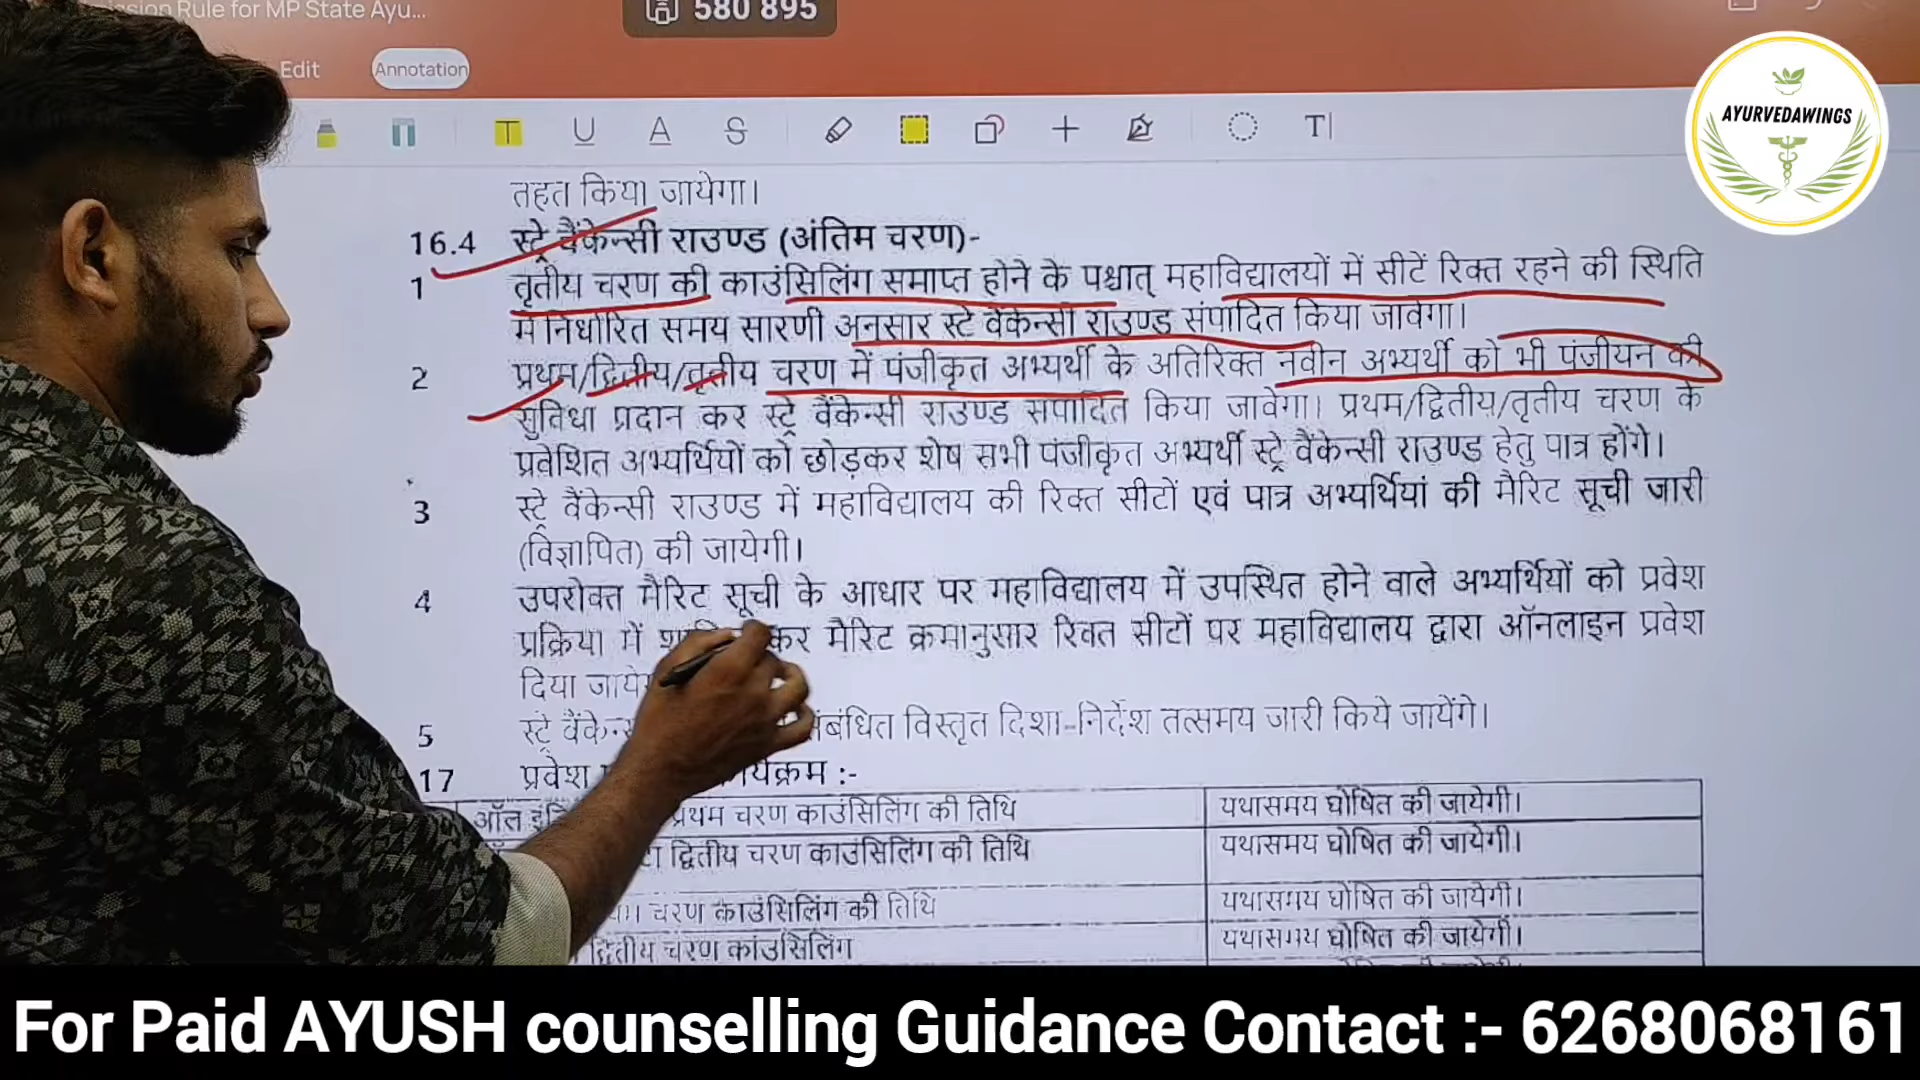 ssion Rule for MP State Ayu...
580 895
Edit
Annotation
AYURVEDAWINGS
तहत किया जायेगा।
16.4 स्ट्रे वैंकेन्सी राउण्ड (अंतिम चरण)-
1 तृतीय चरण की काउंसिलिंग समाप्त होने के पश्चात् महाविद्यालयों में सीटें रिक्त रहने की स्थिति
में निर्धारित समय सारणी अनुसार स्ट्रे वैंकेन्सी राउण्ड संपादित किया जावेगा।
2 प्रथम/द्वितीय/तृतीय चरण में पंजीकृत अभ्यर्थी के अतिरिक्त नवीन अभ्यर्थी को भी पंजीयन की
सुविधा प्रदान कर स्ट्रे वैंकेन्सी राउण्ड संपादित किया जावेगा। प्रथम/द्वितीय/तृतीय चरण के
प्रवेशित अभ्यर्थियों को छोड़कर शेष सभी पंजीकृत अभ्यर्थी स्ट्रे वैंकेन्सी राउण्ड हेतु पात्र होंगे।
3 स्ट्रे वैंकेन्सी राउण्ड में महाविद्यालय की रिक्त सीटों एवं पात्र अभ्यर्थियां की मैरिट सूची जारी
(विज्ञापित) की जायेगी।
4 उपरोक्त मैरिट सूची के आधार पर महाविद्यालय में उपस्थित होने वाले अभ्यर्थियों को प्रवेश
प्रक्रिया में कर मैरिट क्रमानुसार रिक्त सीटों पर महाविद्यालय द्वारा ऑनलाइन प्रवेश
दिया
5 स्ट्रे विस्तृत दिशा-निर्देश तत्समय जारी किये जायेंगे।
17 प्रवेश :-
ऑल प्रथम चरण काउंसिलिंग की तिथि यथासमय घोषित की जायेगी।
द्वितीय चरण काउंसिलिंग की तिथि यथासमय घोषित की जायेगी।
चरण काउंसिलिंग की तिथि यथासमय घोषित की जायेगी।
द्वितीय चरण कांउसिलिंग यथासमय घोषित की जायेगी।
For Paid AYUSH counselling Guidance Contact :- 6268068161